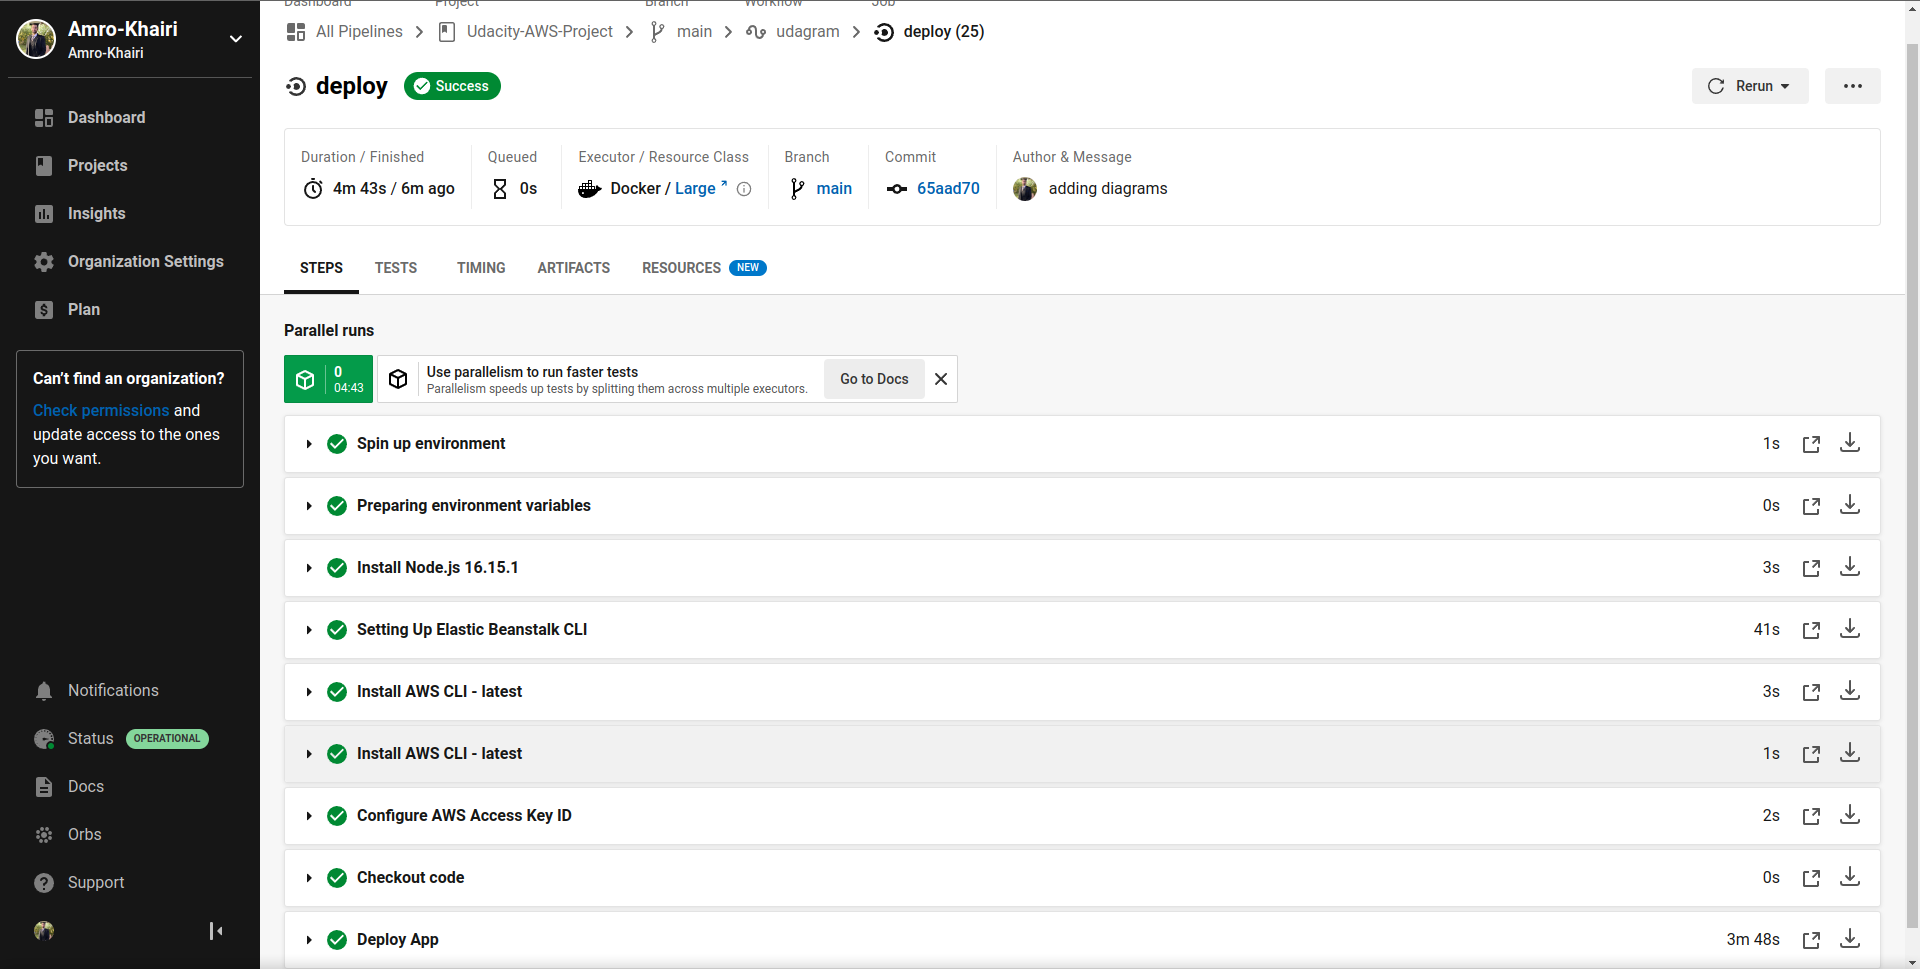 Amro-Khairi
Amro-Khairi
Dashboard
Projects
Insights
Organization Settings
Plan
Can't find an organization?
Check permissions and
update access to the ones
you want.
Notifications
Status OPERATIONAL
Docs
Orbs
Support
Dashboard Project Branch Workflow Job
All Pipelines Udacity-AWS-Project main udagram deploy (25)
deploy Success
Rerun
Duration / Finished Queued Executor / Resource Class Branch Commit Author & Message
4m 43s / 6m ago 0s Docker / Large main 65aad70 adding diagrams
STEPS TESTS TIMING ARTIFACTS RESOURCES NEW
Parallel runs
0
04:43
Use parallelism to run faster tests
Parallelism speeds up tests by splitting them across multiple executors.
Go to Docs
Spin up environment 1s
Preparing environment variables 0s
Install Node.js 16.15.1 3s
Setting Up Elastic Beanstalk CLI 41s
Install AWS CLI - latest 3s
Install AWS CLI - latest 1s
Configure AWS Access Key ID 2s
Checkout code 0s
Deploy App 3m 48s